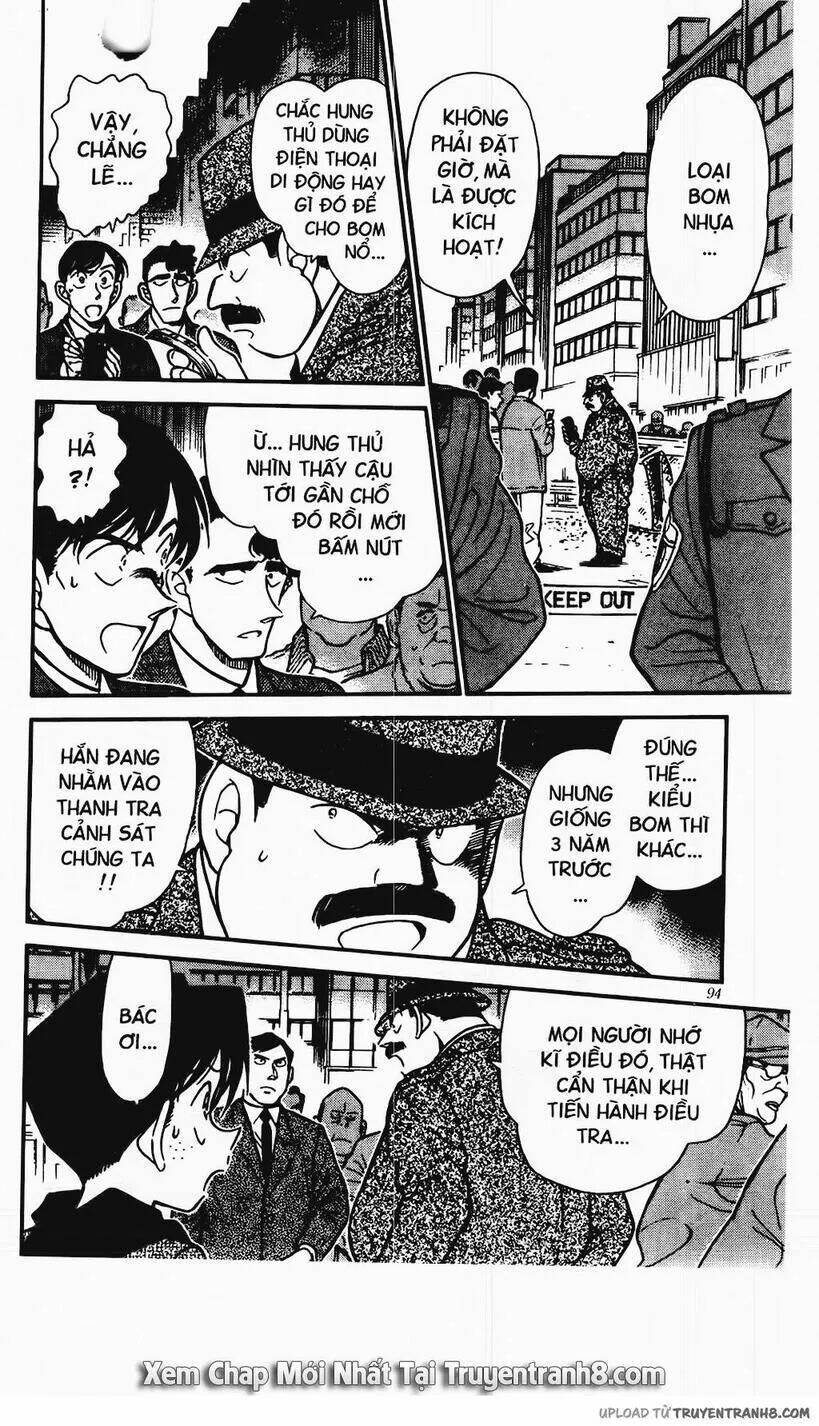 LOẠI
BOM
NHỰA
...
KHÔNG
PHẢI ĐẶT
GIỜ, MÀ
LÀ ĐƯỢC
KÍCH
HOẠT!
KEEP OUT
CHẮC HUNG
THỦ DÙNG
ĐIỆN THOẠI
DI ĐỘNG HAY
GÌ ĐÓ ĐỂ
CHO BOM
NỔ...
VẬY,
CHẲNG
LẼ...
Ừ... HUNG THỦ
NHÌN THẤY CẬU
TỚI GẦN CHỖ
ĐÓ RỒI MỚI
BẤM NÚT
...
HẢ
?!
ĐÚNG
THẾ...
KIỂU
BOM THÌ
KHÁC...
NHƯNG
GIỐNG
3 NĂM
TRƯỚC
...
HẮN ĐANG
NHẰM VÀO
THANH TRA
CẢNH SÁT
CHÚNG TA
!!
94
MỌI NGƯỜI NHỚ
KĨ ĐIỀU ĐÓ, THẬT
CẨN THẬN KHI
TIẾN HÀNH ĐIỀU
TRA...
BÁC
ƠI...
Xem Chap Mới Nhất Tại Truyentranh8.com
UPLOAD TỪ TRUYENTRANH8.COM